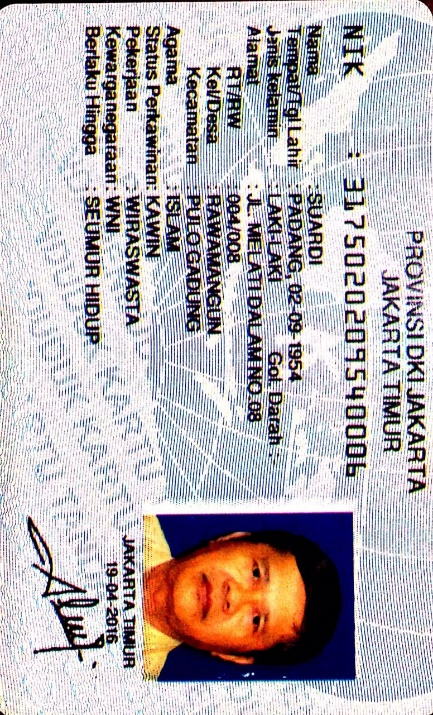 PROVINSI DKI JAKARTA
JAKARTA TIMUR
NIK : 3175020209540006
Nama : SUARDI
Tempat/Tgl Lahir : PADANG, 02-09-1954
Jenis Kelamin : LAKI-LAKI Gol. Darah : -
Alamat : JL. MELATI DALAM NO.08
RT/RW : 004/008
Kel/Desa : RAWAMANGUN
Kecamatan : PULO GADUNG
Agama : ISLAM
Status Perkawinan: KAWIN
Pekerjaan : WIRASWASTA
Kewarganegaraan: WNI
Berlaku Hingga : SEUMUR HIDUP
JAKARTA TIMUR
19-04-2016